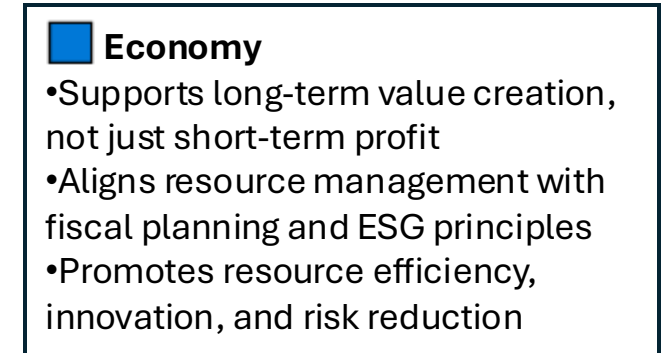 Economy
•Supports long-term value creation,
not just short-term profit
•Aligns resource management with
fiscal planning and ESG principles
•Promotes resource efficiency,
innovation, and risk reduction